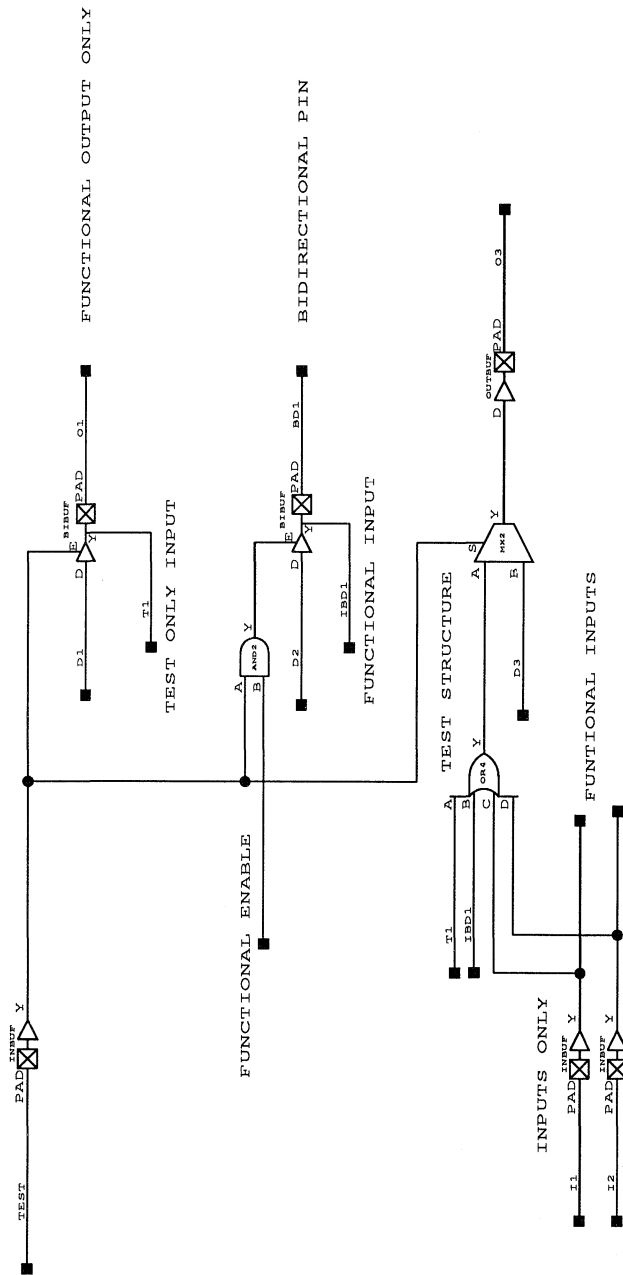 TEST
PAD
INBUF
Y
D1
D
E
BIBUF
Y
PAD
O1
FUNCTIONAL OUTPUT ONLY
T1
TEST ONLY INPUT
FUNCTIONAL ENABLE
A
B
AND2
Y
D2
D
E
BIBUF
Y
PAD
BD1
BIDIRECTIONAL PIN
IBD1
FUNCTIONAL INPUT
TEST STRUCTURE
T1
IBD1
A
B
C
D
OR4
Y
A
B
S
MX2
Y
D3
D
OUTBUF
PAD
O3
INPUTS ONLY
I1
PAD
INBUF
Y
FUNTIONAL INPUTS
I2
PAD
INBUF
Y